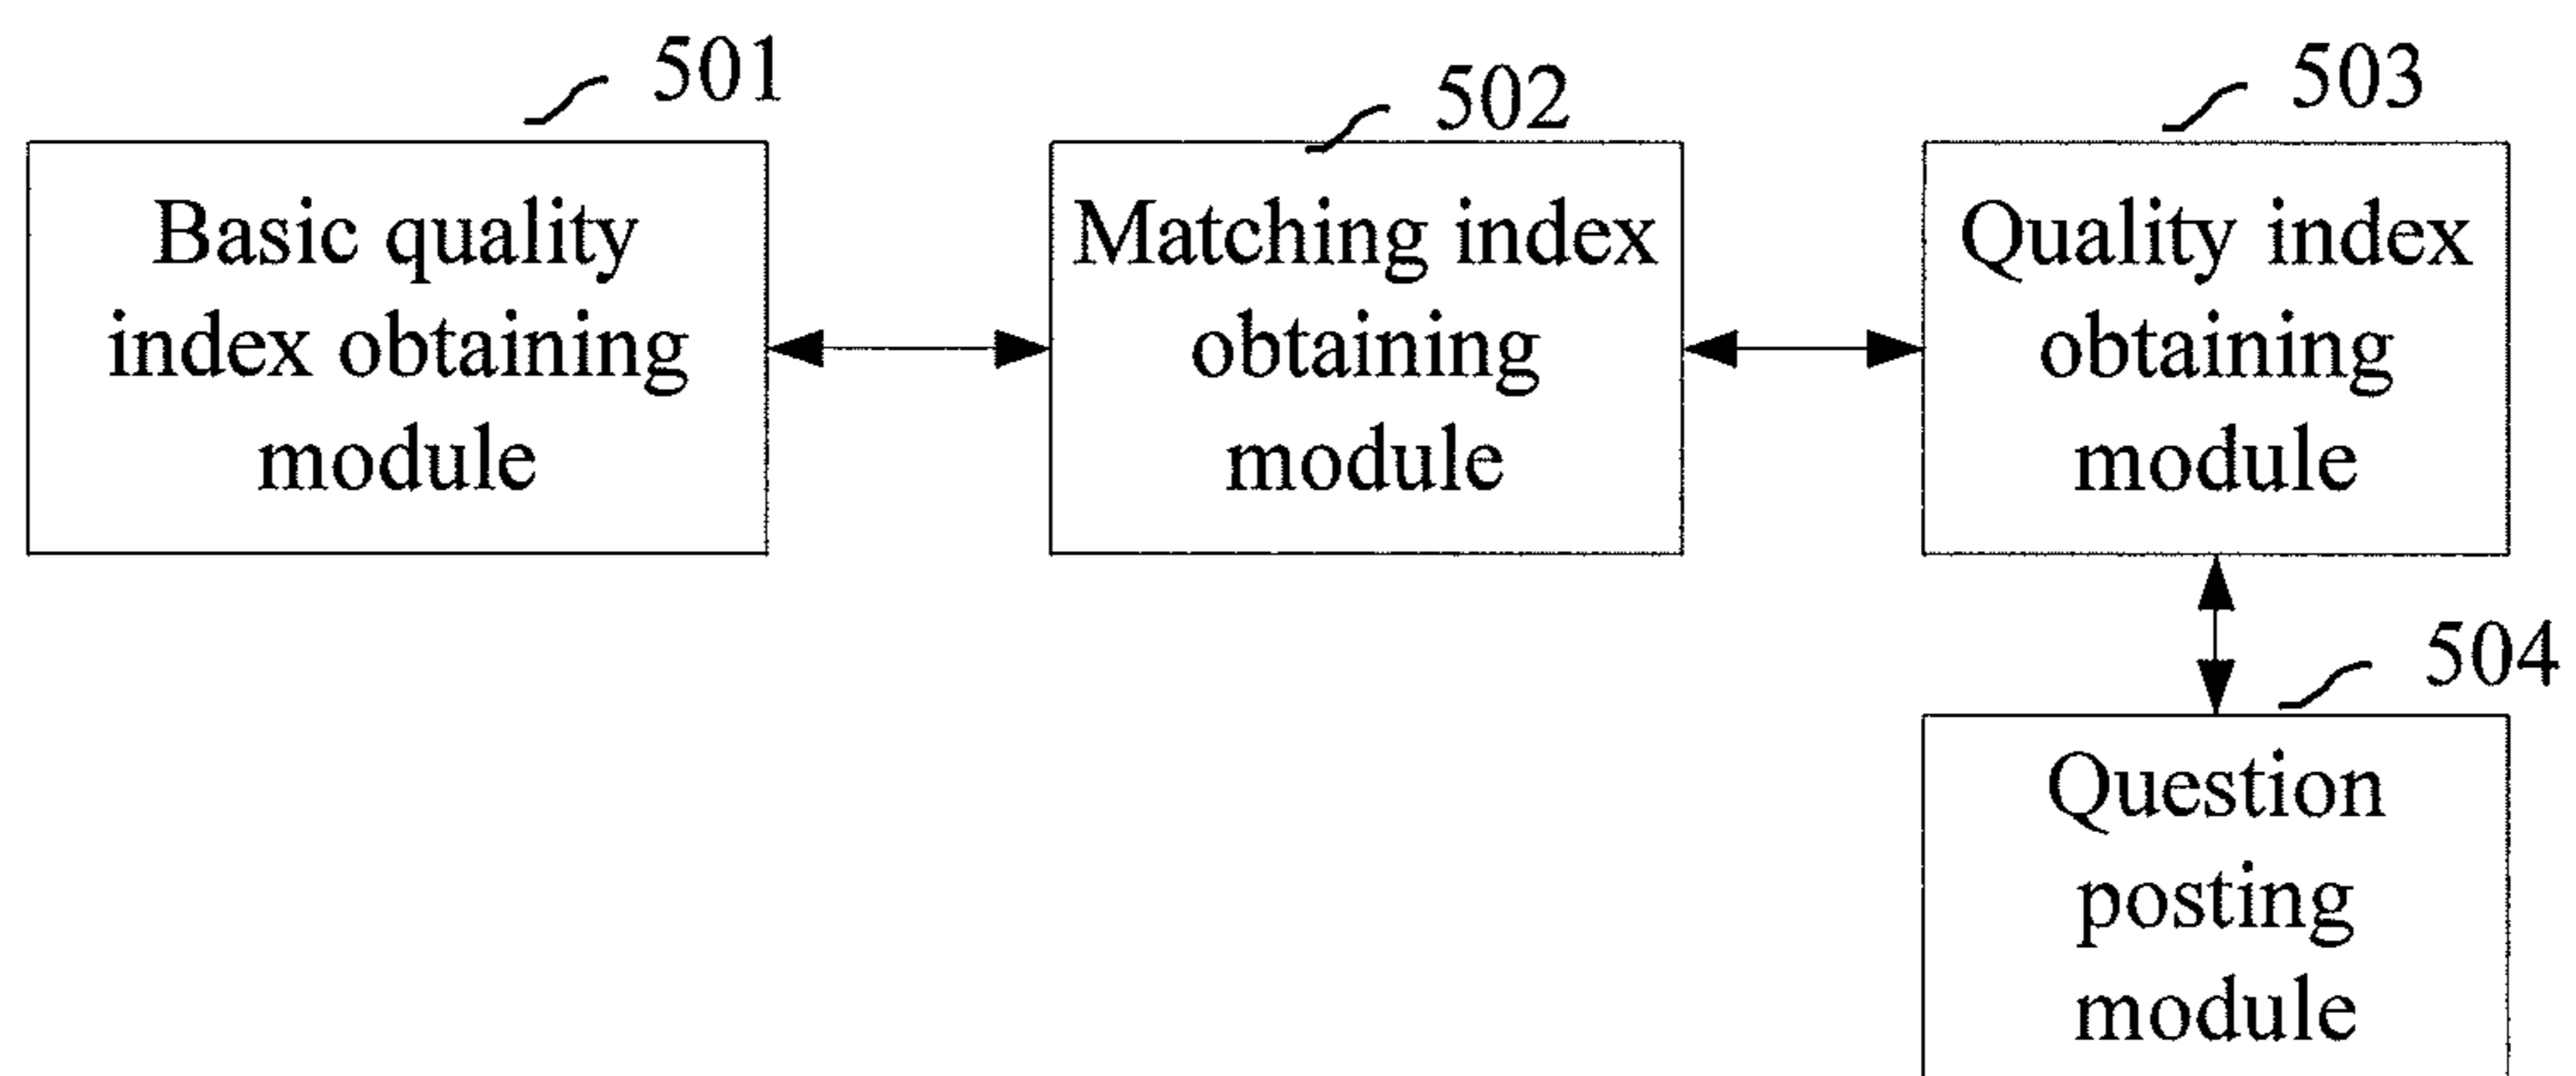 501
Basic quality
index obtaining
module
502
Matching index
obtaining
module
503
Quality index
obtaining
module
504
Question
posting
module